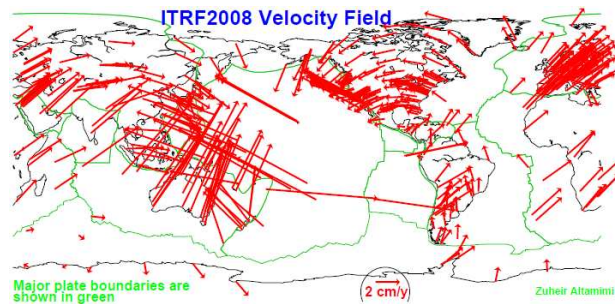 ITRF2008 Velocity Field
Major plate boundaries are
shown in green
2 cm/y
Zuheir Altamimi